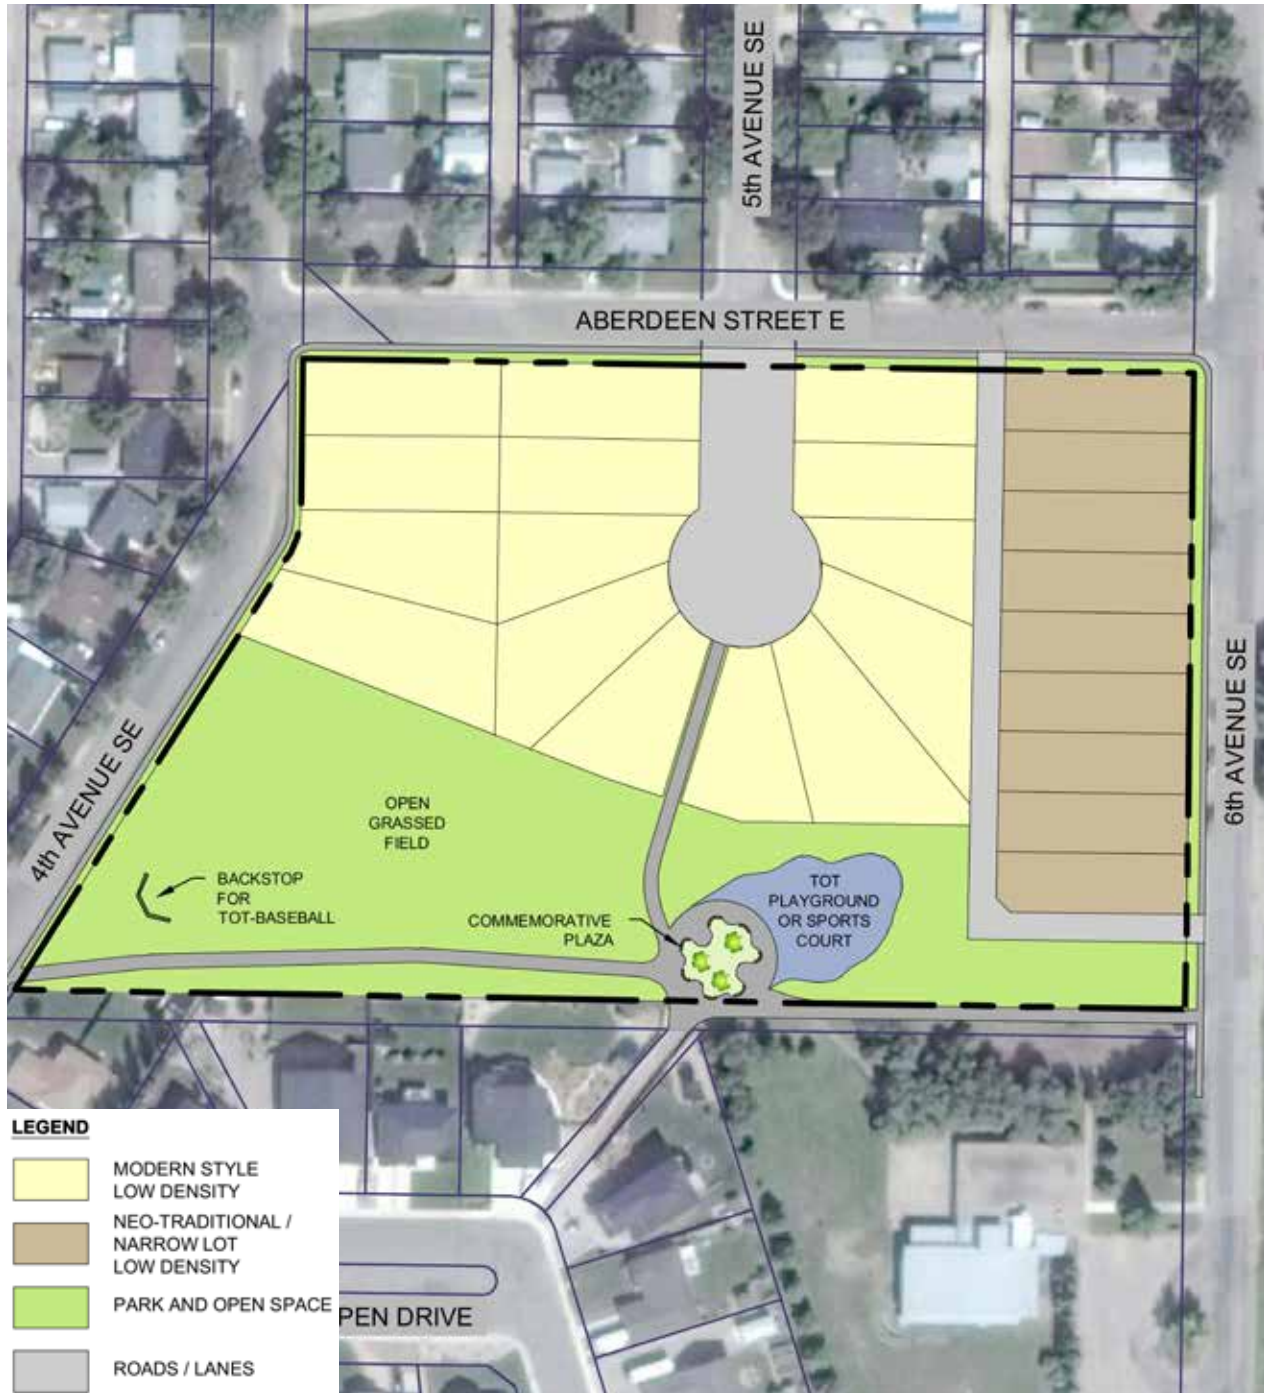 5th AVENUE SE
ABERDEEN STREET E
6th AVENUE SE
4th AVENUE SE
OPEN
GRASSED
FIELD
BACKSTOP
FOR
TOT-BASEBALL
COMMEMORATIVE
PLAZA
TOT
PLAYGROUND
OR SPORTS
COURT
LEGEND
MODERN STYLE
LOW DENSITY
NEO-TRADITIONAL /
NARROW LOT
LOW DENSITY
PARK AND OPEN SPACE
ROADS / LANES
PEN DRIVE